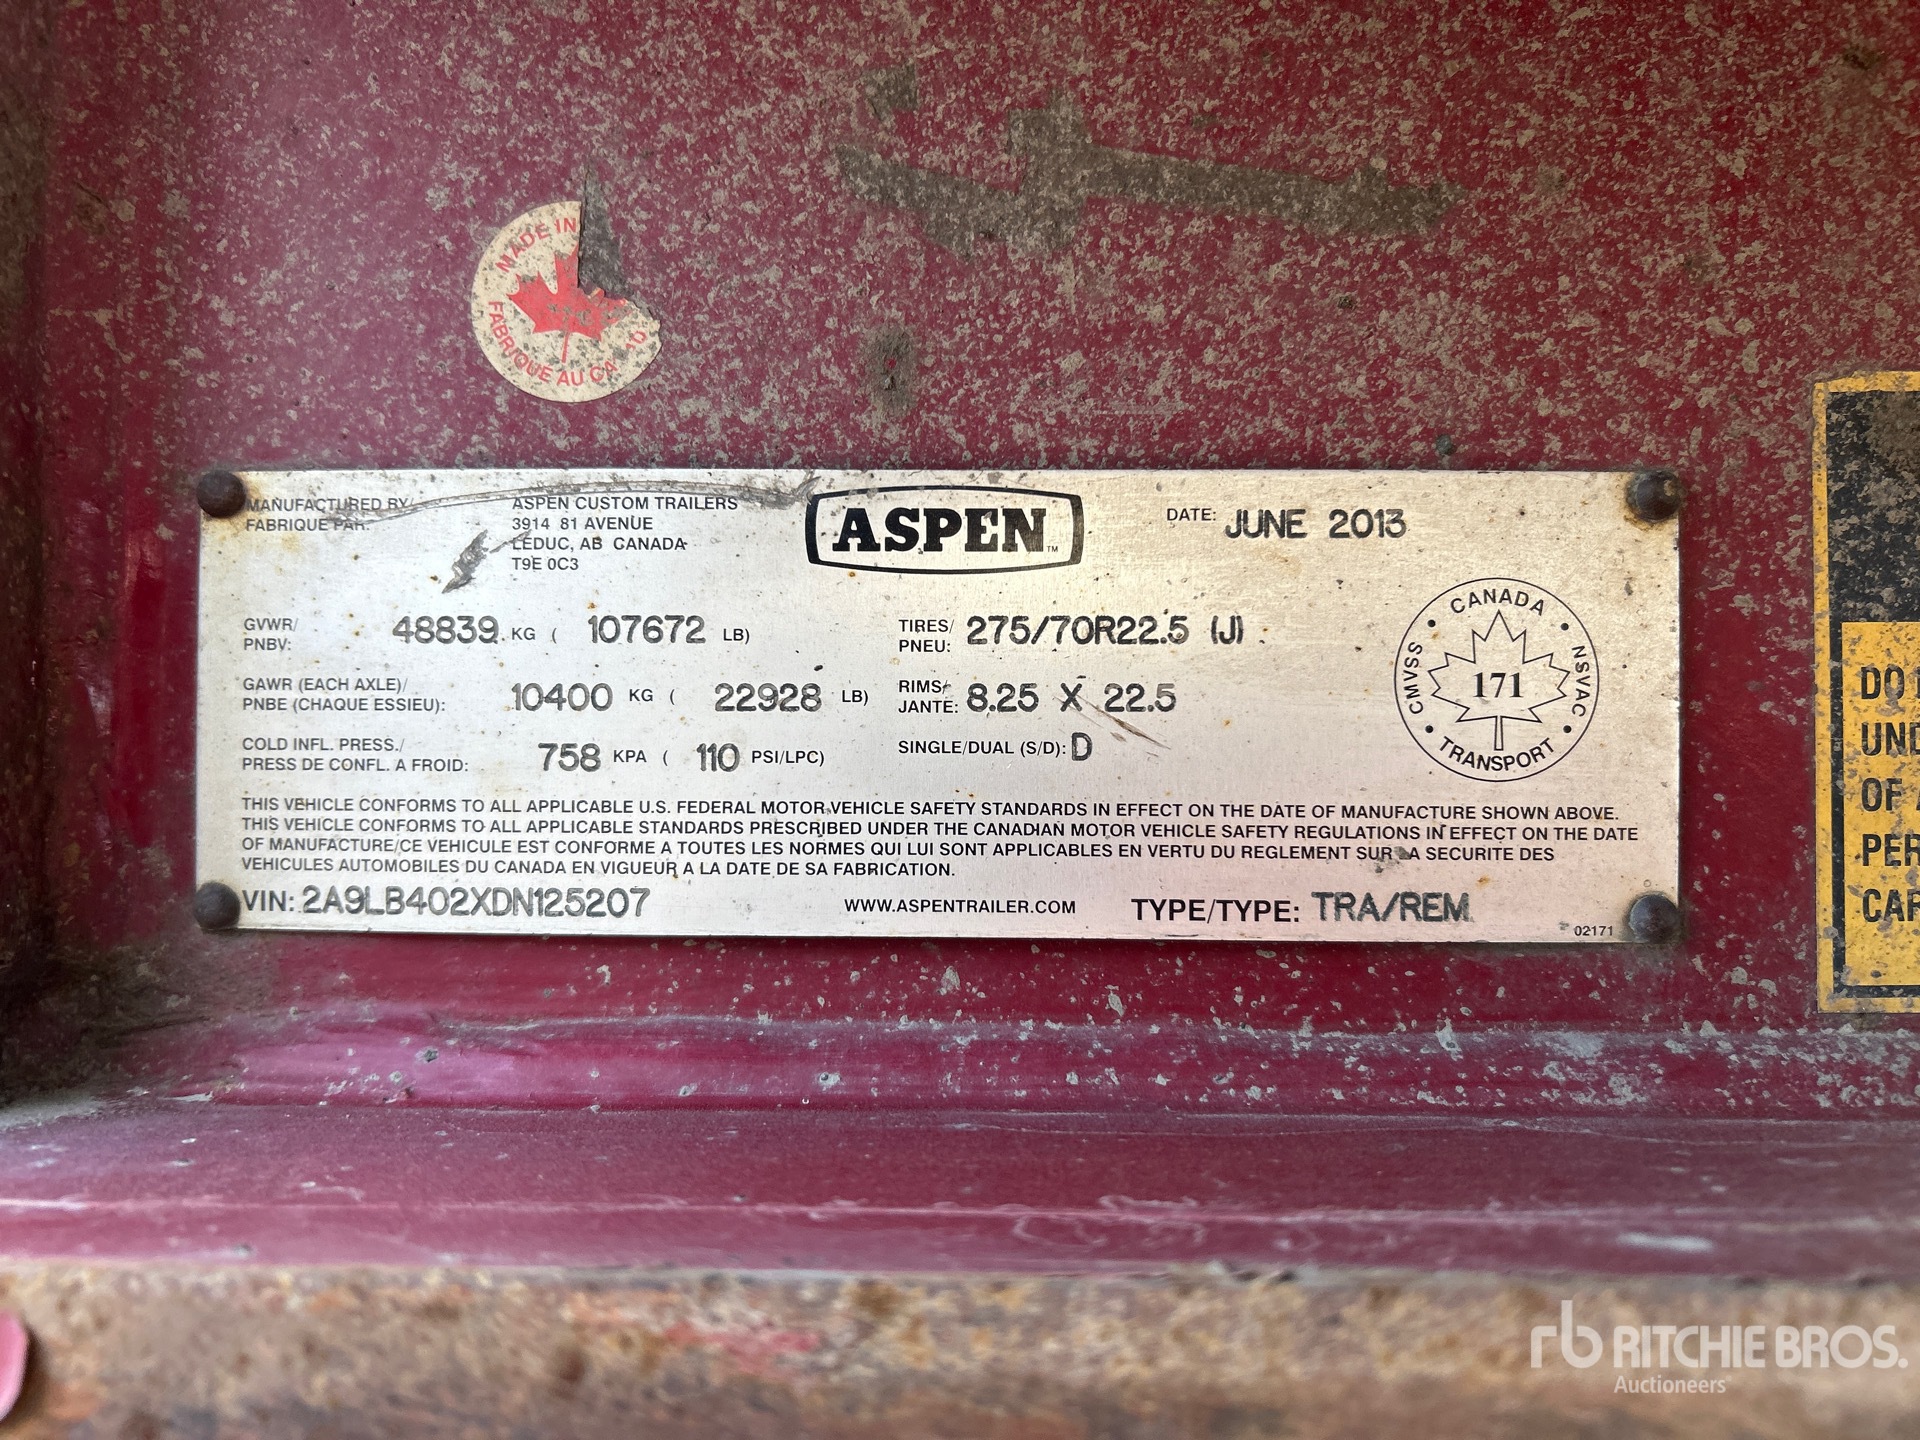 MADE IN
FABRIQUE AU CA
MANUFACTURED BY/ ASPEN CUSTOM TRAILERS
FABRIQUE PAR: 3914 81 AVENUE
LEDUC, AB CANADA
T9E 0C3
ASPEN™
DATE: JUNE 2013
GVWR/
PNBV: 48839 KG ( 107672 LB)
TIRES/
PNEU: 275/70R22.5 (J)
GAWR (EACH AXLE)/
PNBE (CHAQUE ESSIEU): 10400 KG ( 22928 LB)
RIMS/
JANTE: 8.25 X 22.5
COLD INFL. PRESS./
PRESS DE CONFL. A FROID: 758 KPA ( 110 PSI/LPC)
SINGLE/DUAL (S/D): D
CANADA
CMVSS 171 NSVAC
TRANSPORT
THIS VEHICLE CONFORMS TO ALL APPLICABLE U.S. FEDERAL MOTOR VEHICLE SAFETY STANDARDS IN EFFECT ON THE DATE OF MANUFACTURE SHOWN ABOVE.
THIS VEHICLE CONFORMS TO ALL APPLICABLE STANDARDS PRESCRIBED UNDER THE CANADIAN MOTOR VEHICLE SAFETY REGULATIONS IN EFFECT ON THE DATE
OF MANUFACTURE/CE VEHICULE EST CONFORME A TOUTES LES NORMES QUI LUI SONT APPLICABLES EN VERTU DU REGLEMENT SUR LA SECURITE DES
VEHICULES AUTOMOBILES DU CANADA EN VIGUEUR A LA DATE DE SA FABRICATION.
VIN: 2A9LB402XDN125207 WWW.ASPENTRAILER.COM TYPE/TYPE: TRA/REM
02171
DO
UND
OF
PER
CAR
rb RITCHIE BROS.
Auctioneers